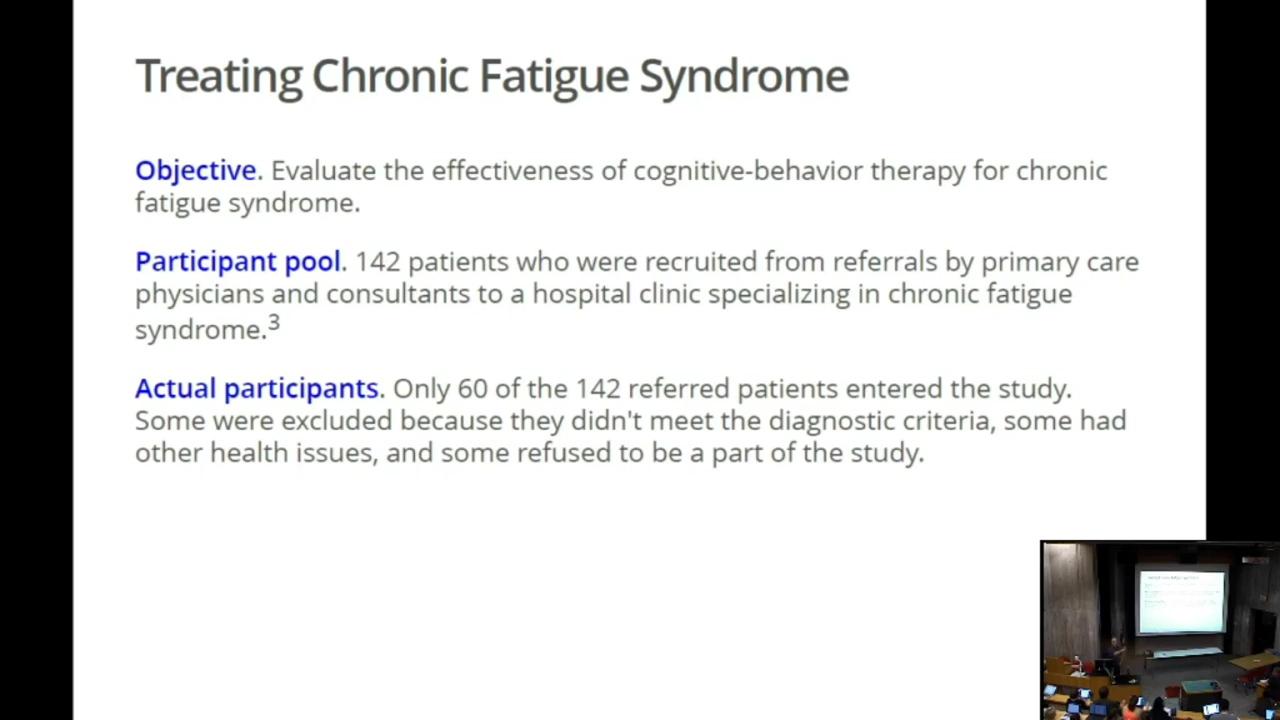 Treating Chronic Fatigue Syndrome
Objective. Evaluate the effectiveness of cognitive-behavior therapy for chronic
fatigue syndrome.
Participant pool. 142 patients who were recruited from referrals by primary care
physicians and consultants to a hospital clinic specializing in chronic fatigue
syndrome.3
Actual participants. Only 60 of the 142 referred patients entered the study.
Some were excluded because they didn't meet the diagnostic criteria, some had
other health issues, and some refused to be a part of the study.